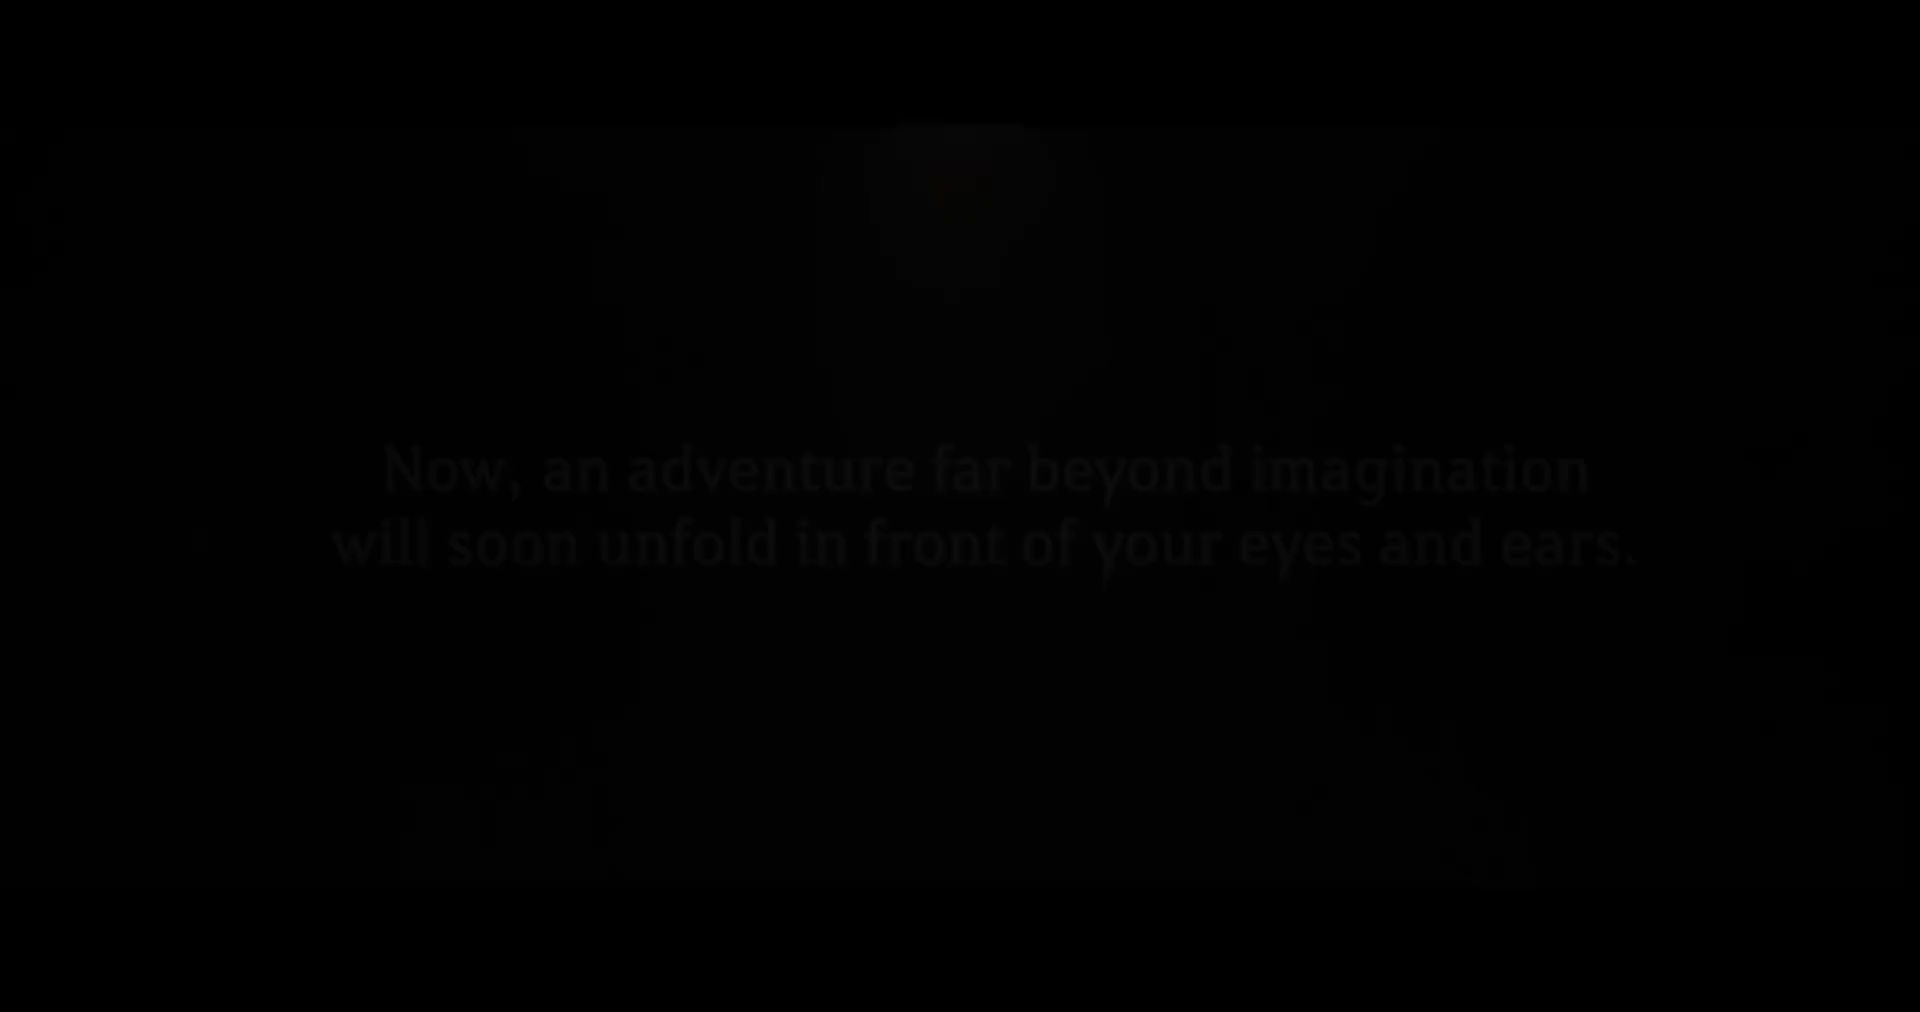 Now, an adventure far beyond imagination
will soon unfold in front of your eyes and ears.